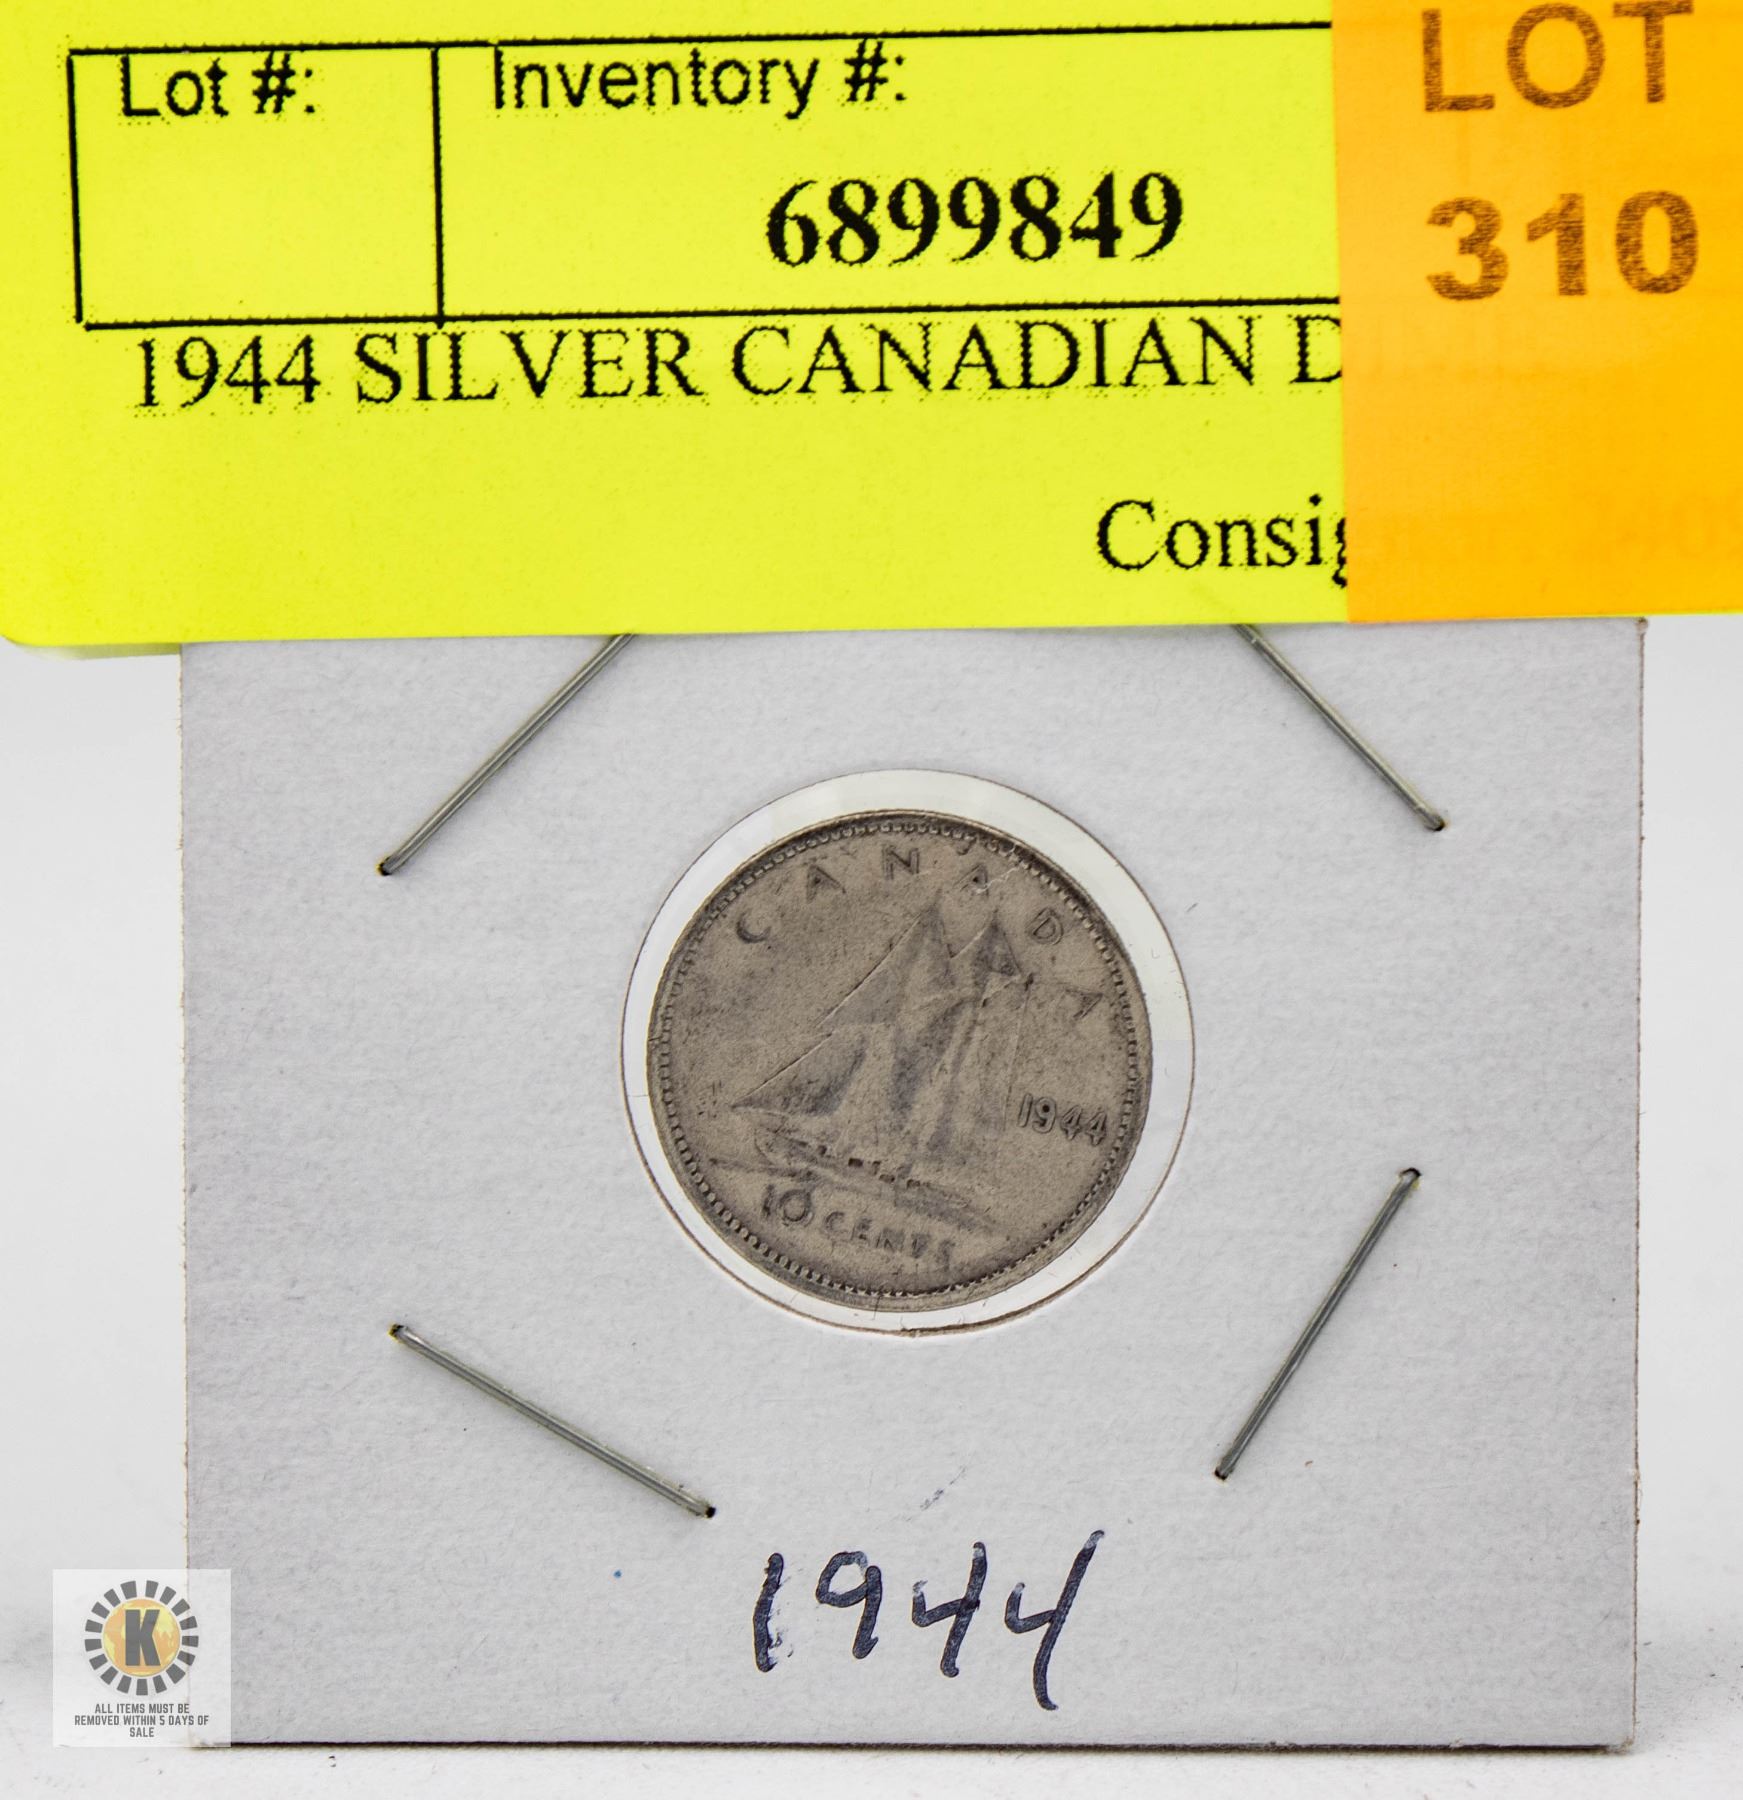 Lot #:
Inventory #:
6899849
LOT
310
1944 SILVER CANADIAN D
Consig
CANADA
1944
10 CENTS
1944
K
ALL ITEMS MUST BE
REMOVED WITHIN 5 DAYS OF
SALE